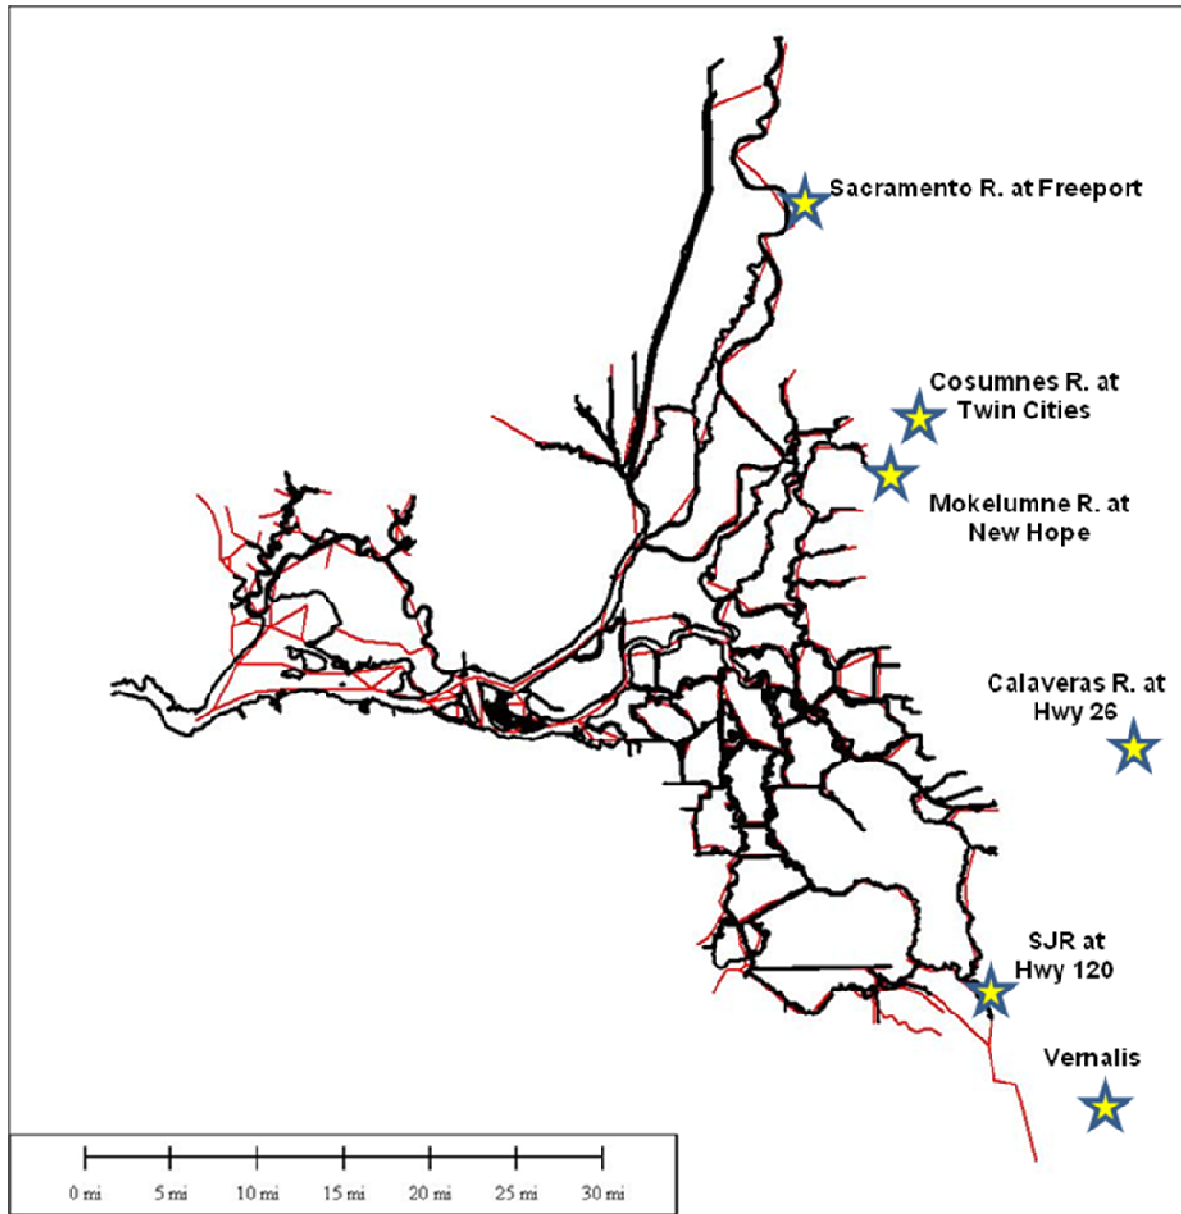 Sacramento R. at Freeport
Cosumnes R. at
Twin Cities
Mokelumne R. at
New Hope
Calaveras R. at
Hwy 26
SJR at
Hwy 120
Vernalis
0 mi 5 mi 10 mi 15 mi 20 mi 25 mi 30 mi